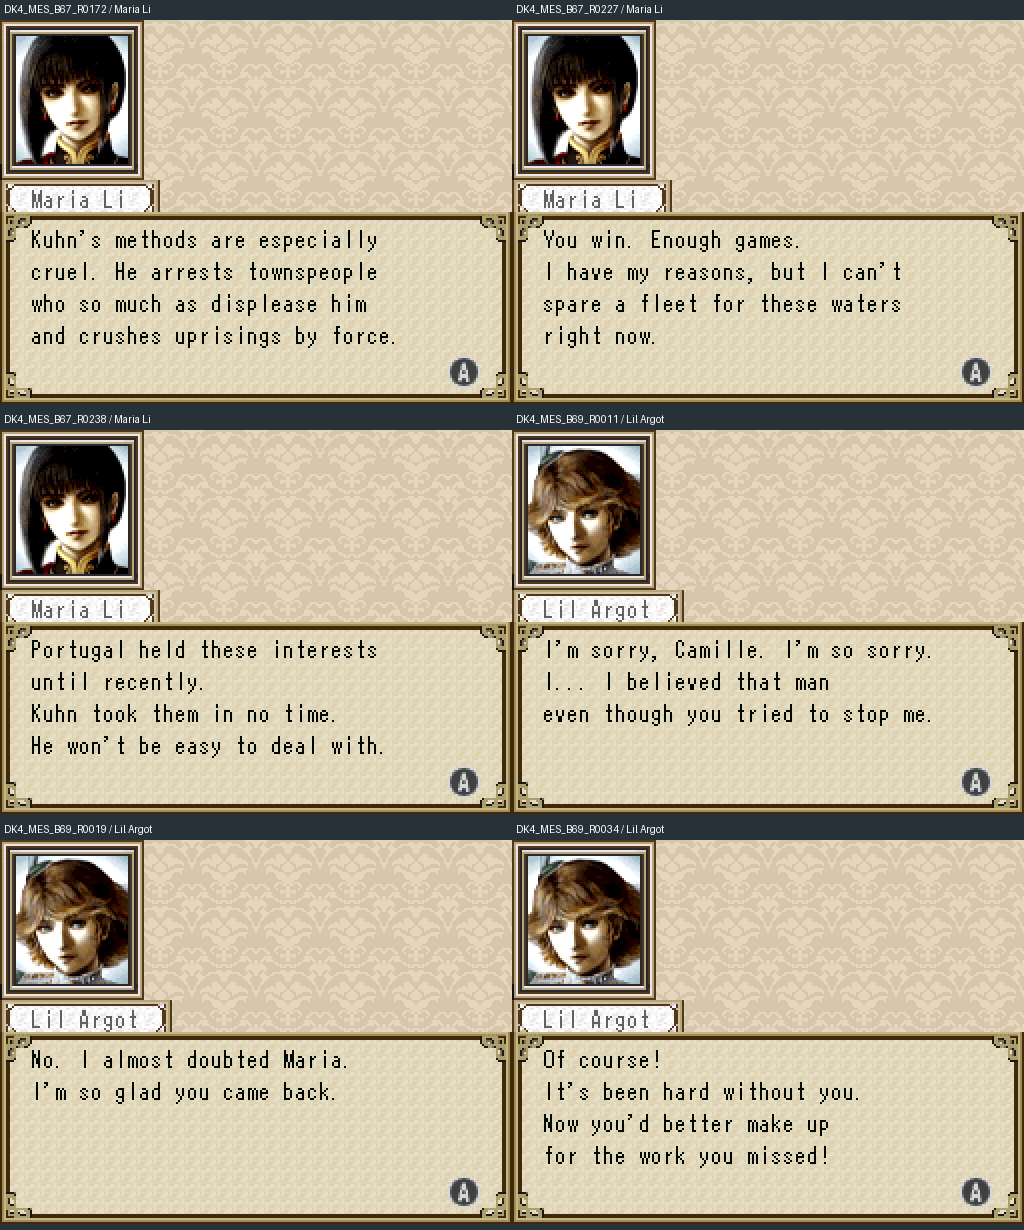 DK4_MES_B67_R0172 / Maria Li
Maria Li
Kuhn's methods are especially
cruel. He arrests townspeople
who so much as displease him
and crushes uprisings by force.
A
DK4_MES_B67_R0227 / Maria Li
Maria Li
You win. Enough games.
I have my reasons, but I can't
spare a fleet for these waters
right now.
A
DK4_MES_B67_R0238 / Maria Li
Maria Li
Portugal held these interests
until recently.
Kuhn took them in no time.
He won't be easy to deal with.
A
DK4_MES_B69_R0011 / Lil Argot
Lil Argot
I'm sorry, Camille. I'm so sorry.
I... I believed that man
even though you tried to stop me.
A
DK4_MES_B69_R0019 / Lil Argot
Lil Argot
No. I almost doubted Maria.
I'm so glad you came back.
A
DK4_MES_B69_R0034 / Lil Argot
Lil Argot
Of course!
It's been hard without you.
Now you'd better make up
for the work you missed!
A